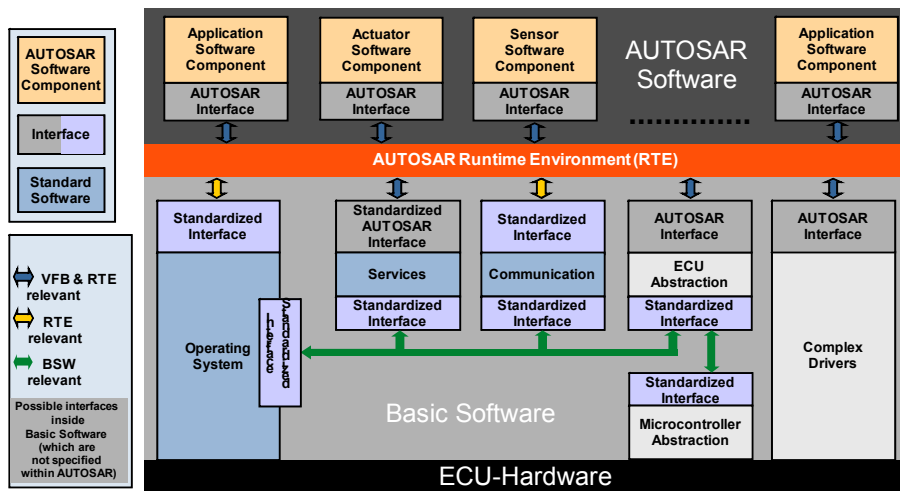 AUTOSAR
Software
Component
Interface
Standard
Software
VFB & RTE
relevant
RTE
relevant
BSW
relevant
Possible interfaces
inside
Basic Software
(which are
not specified
within AUTOSAR)
Application
Software
Component
AUTOSAR
Interface
Actuator
Software
Component
AUTOSAR
Interface
Sensor
Software
Component
AUTOSAR
Interface
AUTOSAR
Software
..............
Application
Software
Component
AUTOSAR
Interface
AUTOSAR Runtime Environment (RTE)
Standardized
Interface
Operating
System
Standardized
Interface
Standardized
AUTOSAR
Interface
Services
Standardized
Interface
Standardized
Interface
Communication
Standardized
Interface
AUTOSAR
Interface
ECU
Abstraction
Standardized
Interface
Standardized
Interface
Microcontroller
Abstraction
AUTOSAR
Interface
Complex
Drivers
Basic Software
ECU-Hardware